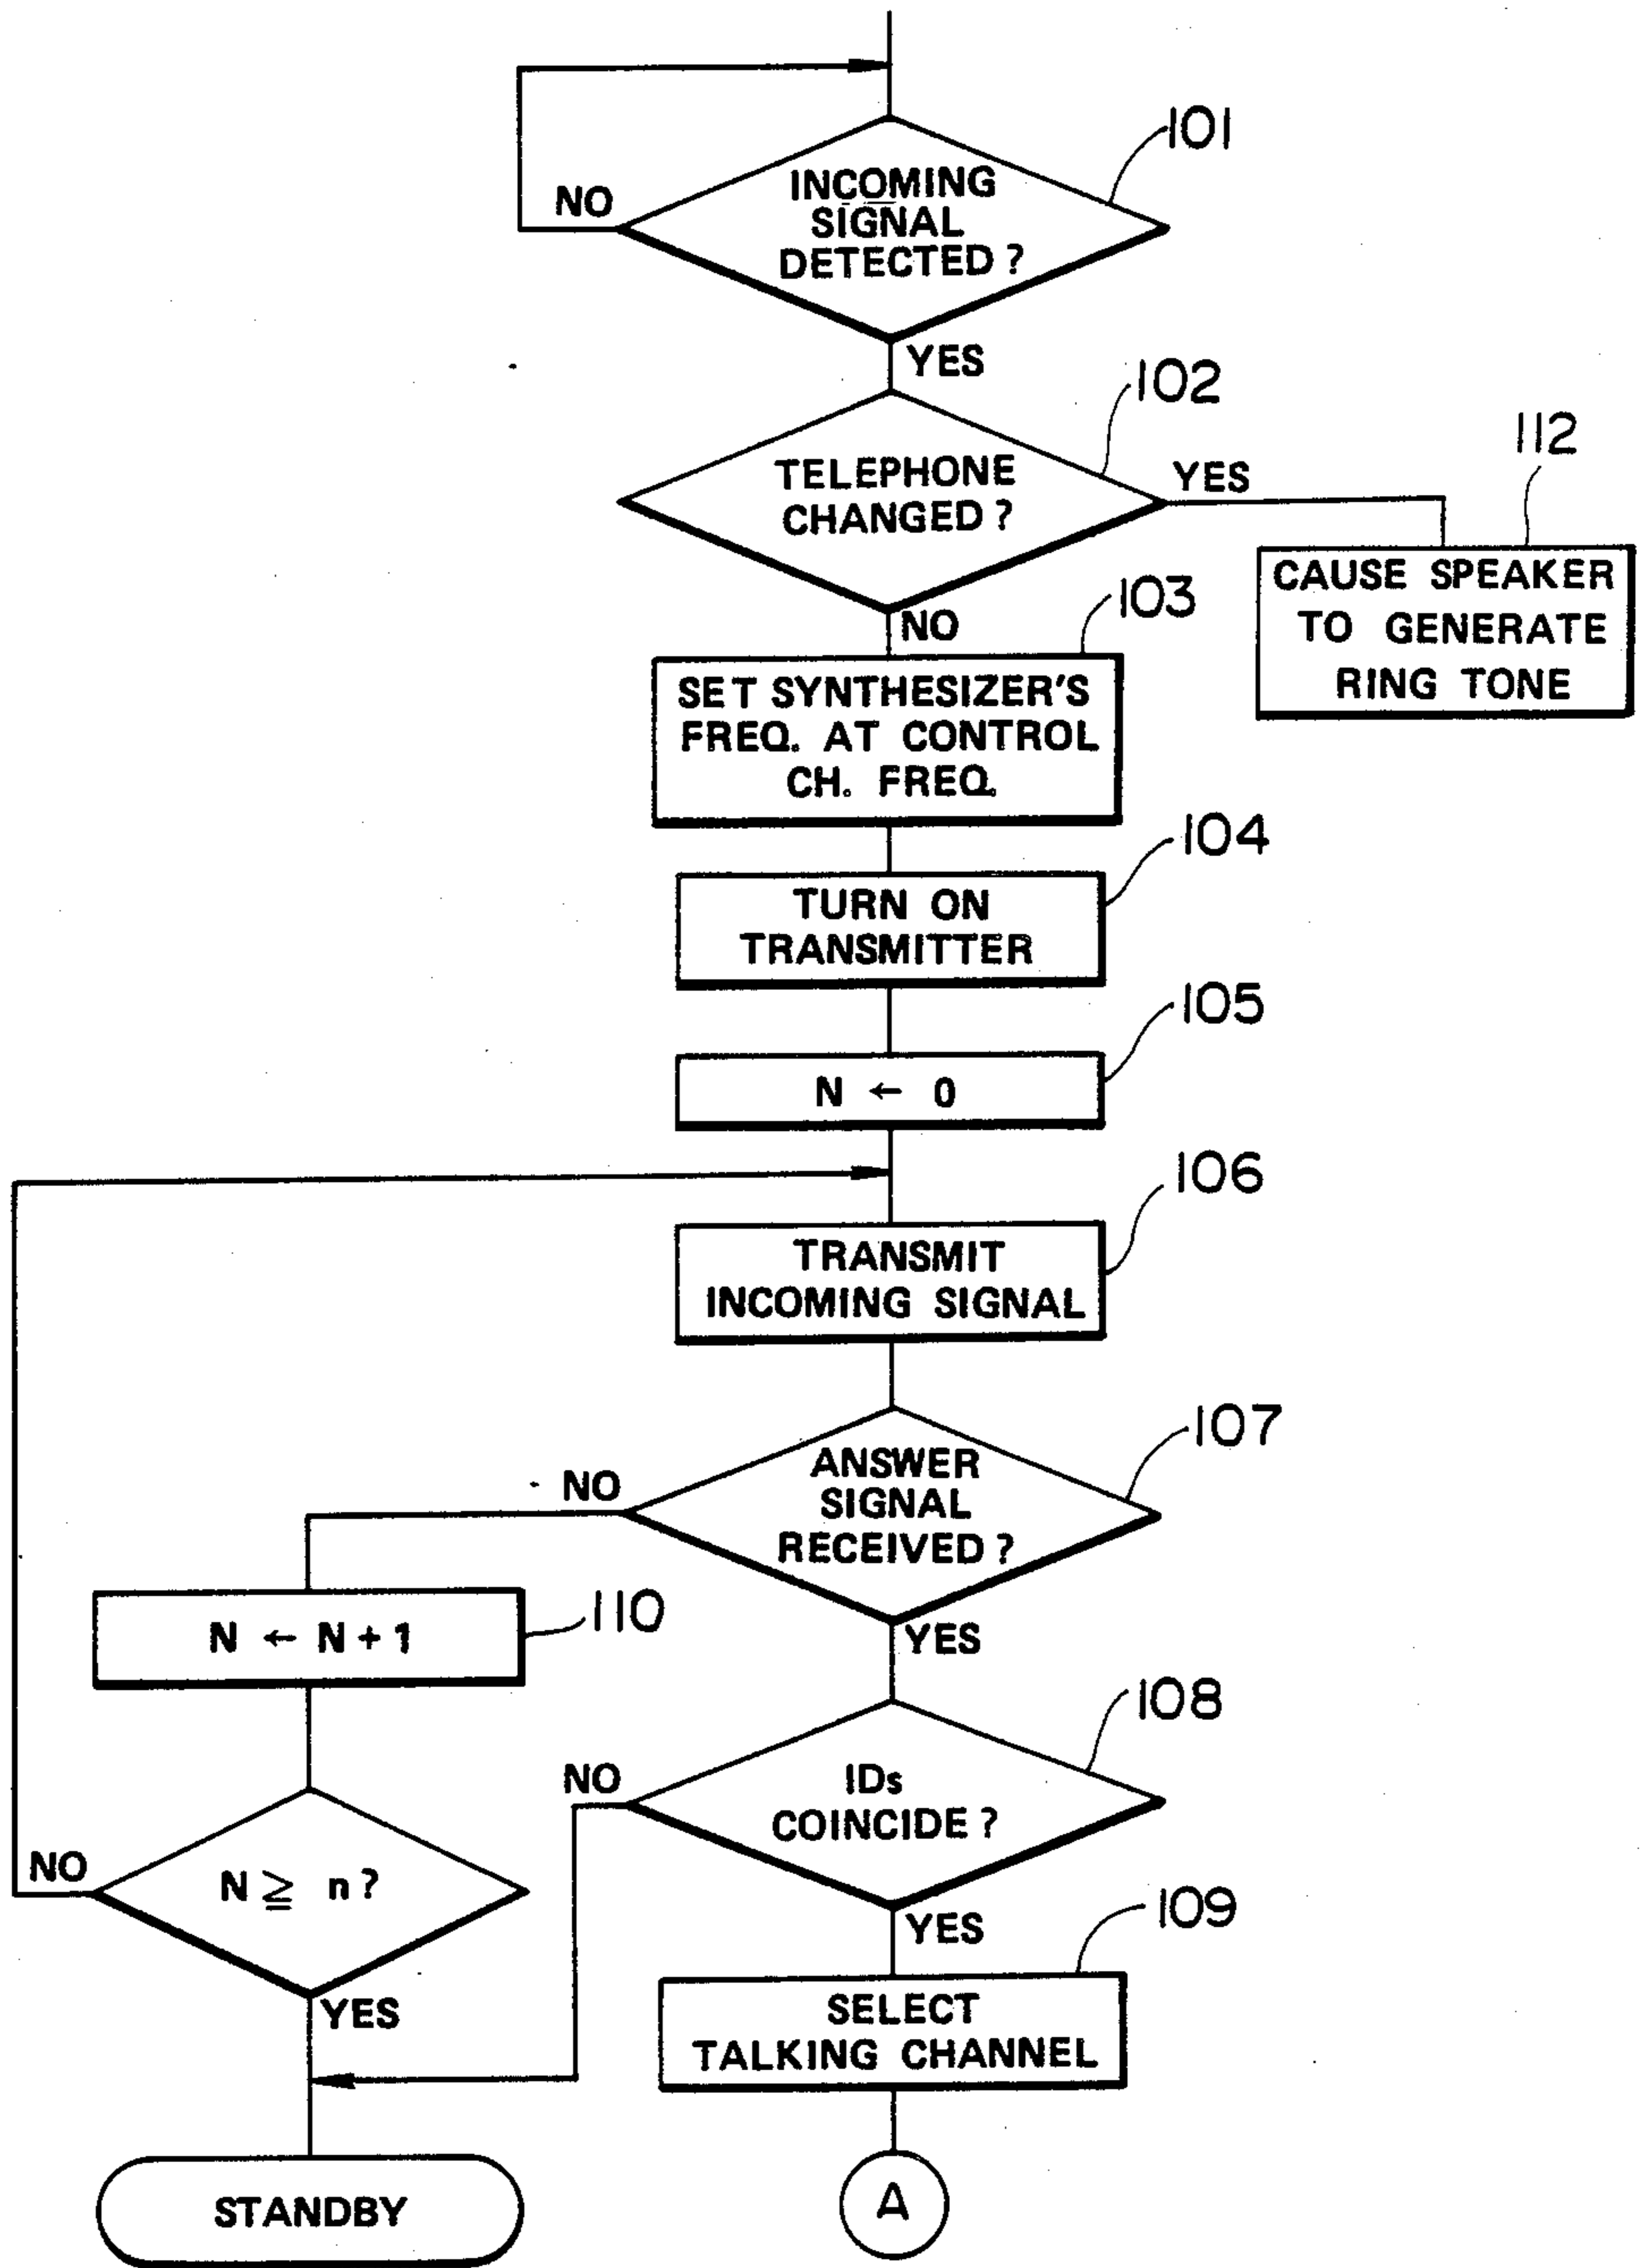 101
INCOMING
SIGNAL
DETECTED ?
NO
YES
102
TELEPHONE
CHANGED ?
YES
112
CAUSE SPEAKER
TO GENERATE
RING TONE
NO
103
SET SYNTHESIZER'S
FREQ. AT CONTROL
CH. FREQ.
104
TURN ON
TRANSMITTER
105
N ← 0
106
TRANSMIT
INCOMING SIGNAL
107
ANSWER
SIGNAL
RECEIVED ?
NO
YES
110
N ← N + 1
108
IDs
COINCIDE ?
NO
YES
N ≧ n ?
NO
YES
109
SELECT
TALKING CHANNEL
STANDBY
A